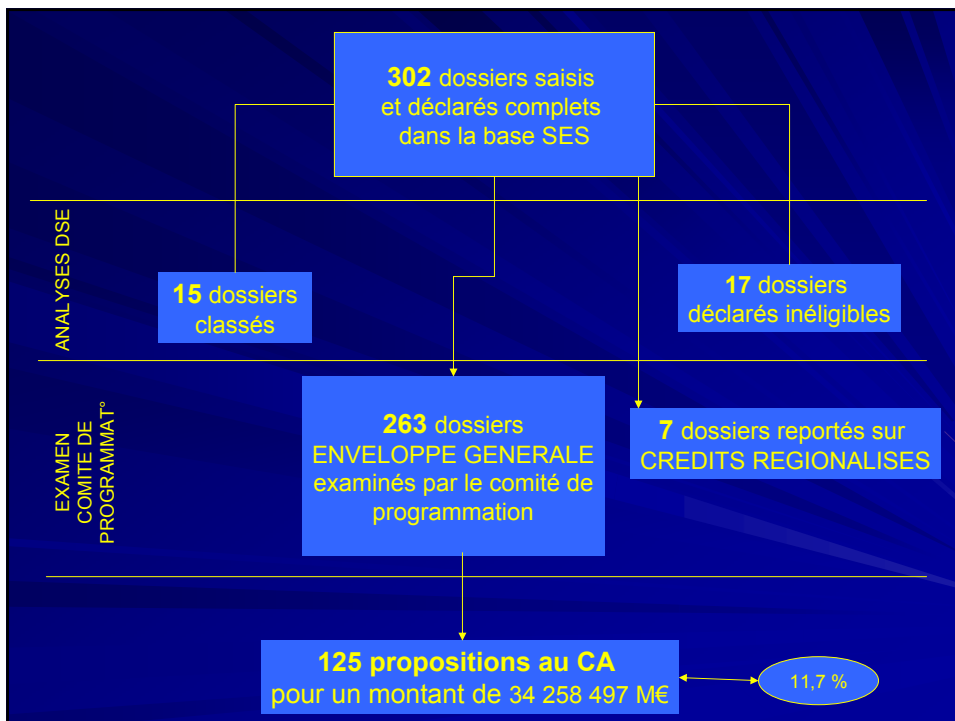 302 dossiers saisis
et déclarés complets
dans la base SES
ANALYSES DSE
15 dossiers
classés
17 dossiers
déclarés inéligibles
EXAMEN
COMITE DE
PROGRAMMAT°
263 dossiers
ENVELOPPE GENERALE
examinés par le comité de
programmation
7 dossiers reportés sur
CREDITS REGIONALISES
125 propositions au CA
pour un montant de 34 258 497 M€
11,7 %